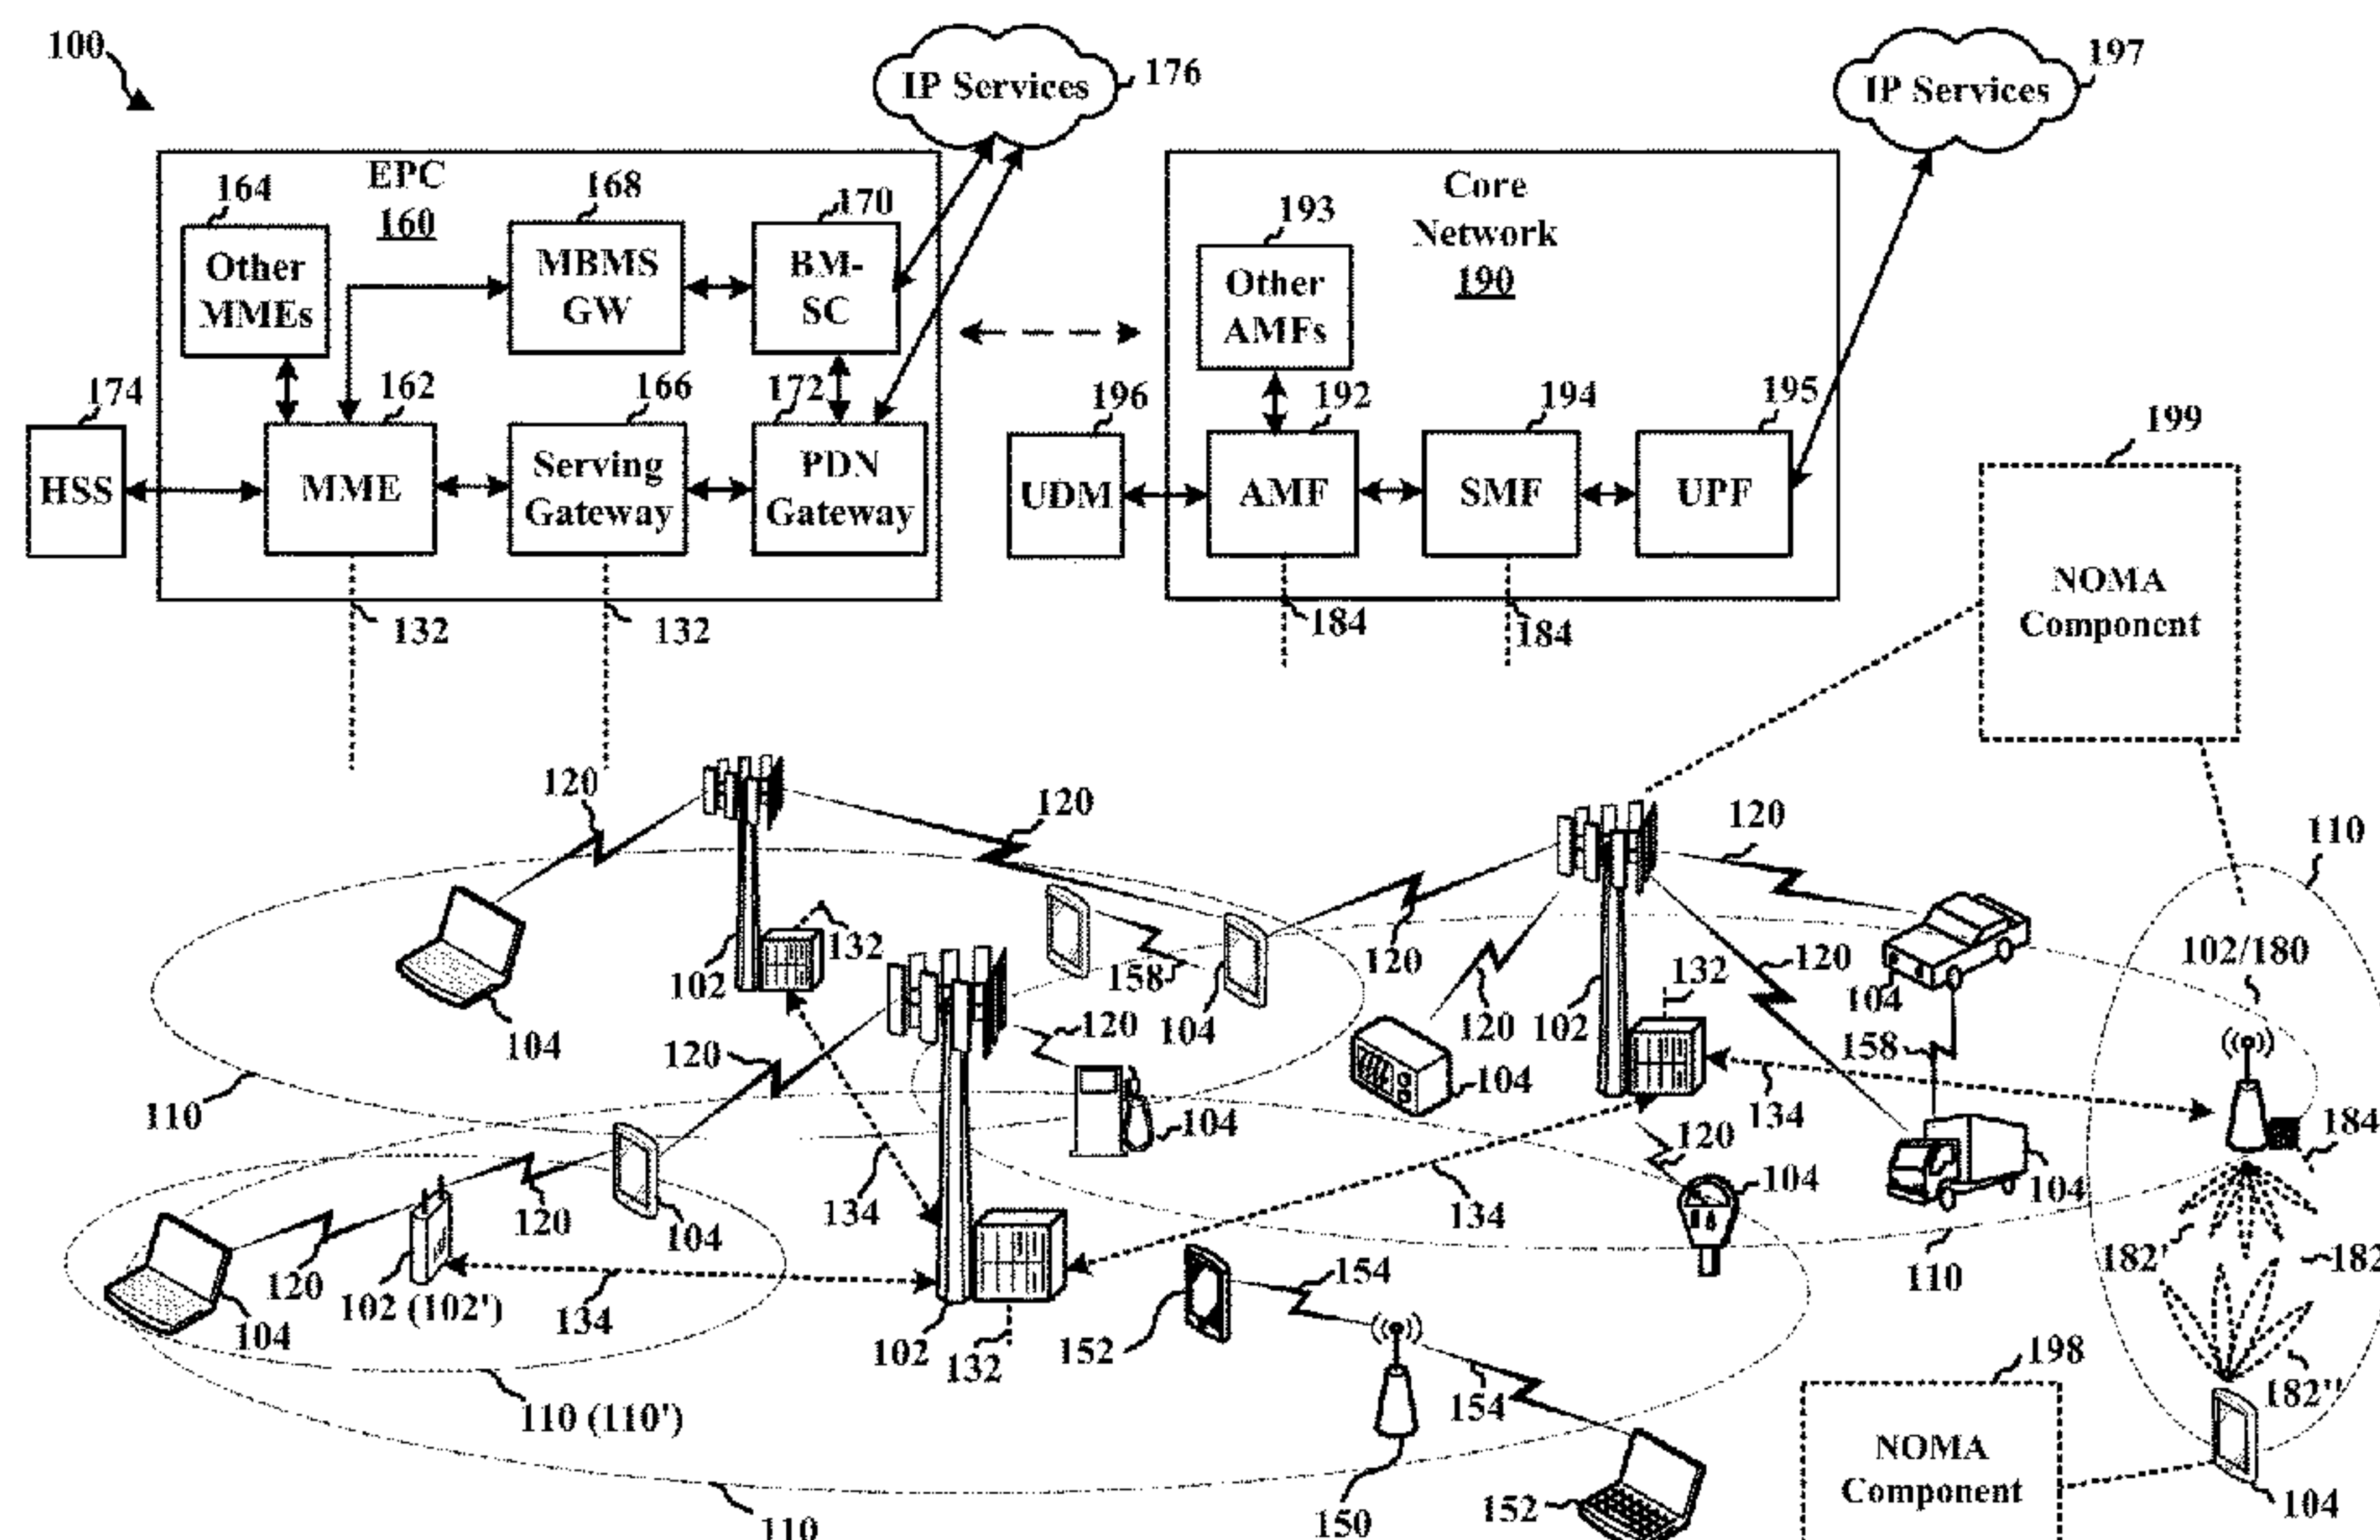 100
IP Services
176
IP Services
197
EPC
160
164
168
170
Other
MMEs
MBMS
GW
BM-
SC
Core
Network
190
193
Other
AMFs
174
162
166
172
196
192
194
195
199
HSS
MME
Serving
Gateway
PDN
Gateway
UDM
AMF
SMF
UPF
NOMA
Component
132
132
184
184
120
120
120
110
102
132
158
104
120
120
132
120
104
102/180
104
120
120
104
102
158
110
104
104
134
184
120
104
134
120
104
134
120
104
104
182'
182
110
120
102 (102')
104
134
102
132
152
154
154
198
182"
110 (110')
NOMA
Component
110
150
152
104